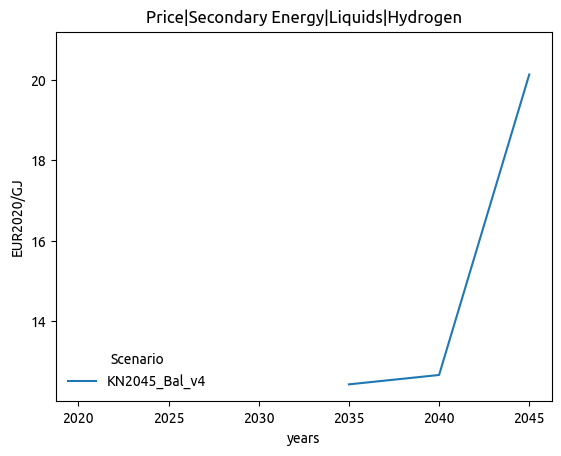 Price|Secondary Energy|Liquids|Hydrogen
EUR2020/GJ
20
18
16
14
Scenario
KN2045_Bal_v4
2020 2025 2030 2035 2040 2045
years